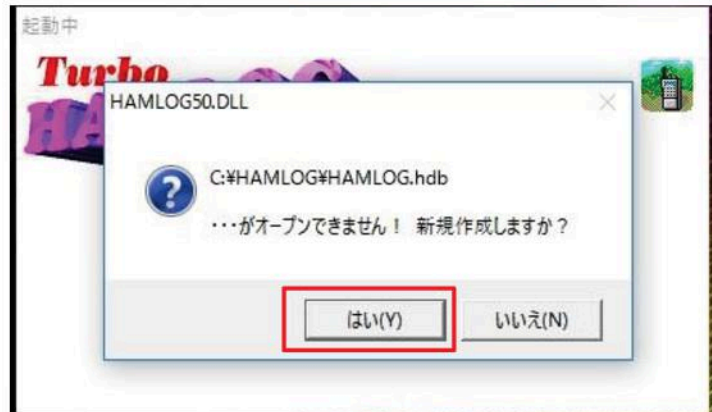 起動中
Turbo
HAMLOG50.DLL
C:¥HAMLOG¥HAMLOG.hdb
・・・がオープンできません！ 新規作成しますか？
はい(Y)
いいえ(N)